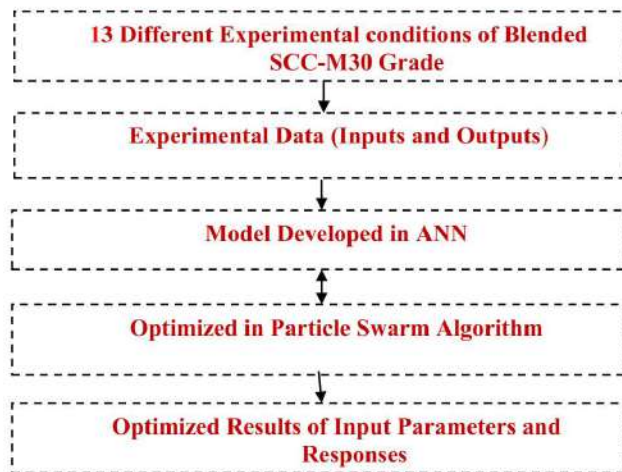 13 Different Experimental conditions of Blended
SCC-M30 Grade
Experimental Data (Inputs and Outputs)
Model Developed in ANN
Optimized in Particle Swarm Algorithm
Optimized Results of Input Parameters and
Responses